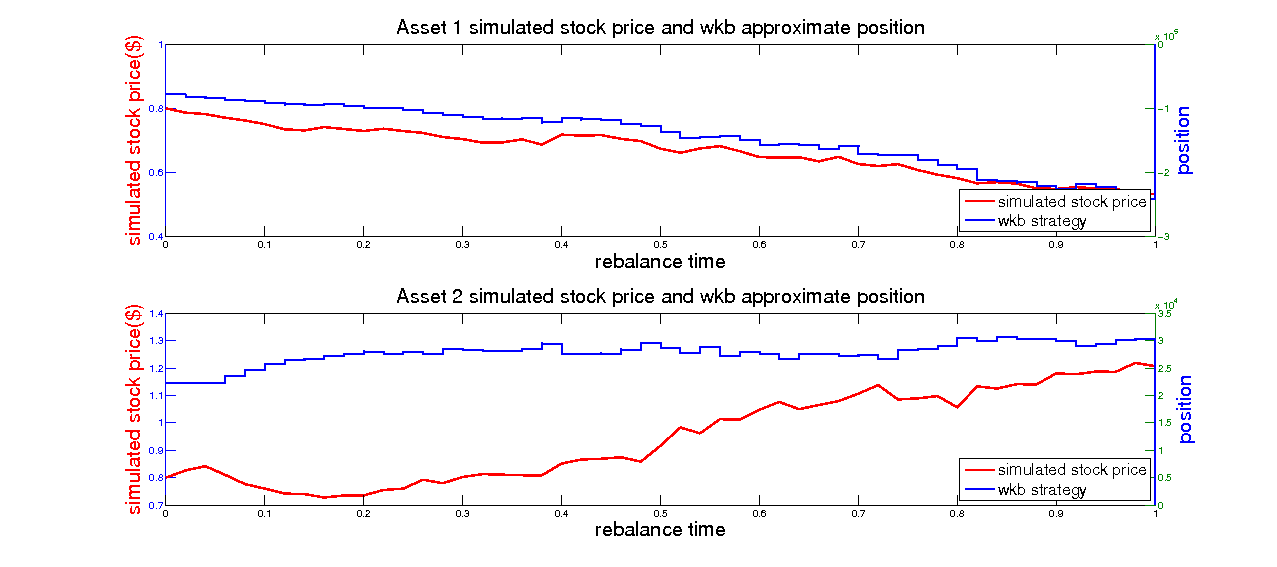 Asset 1 simulated stock price and wkb approximate position
x 10^5
simulated stock price($)
1
0.8
0.6
0.4
0
-1
-2
-3
position
simulated stock price
wkb strategy
0 0.1 0.2 0.3 0.4 0.5 0.6 0.7 0.8 0.9 1
rebalance time
Asset 2 simulated stock price and wkb approximate position
x 10^4
simulated stock price($)
1.4
1.3
1.2
1.1
1
0.9
0.8
0.7
3.5
3
2.5
2
1.5
1
0.5
0
position
simulated stock price
wkb strategy
0 0.1 0.2 0.3 0.4 0.5 0.6 0.7 0.8 0.9 1
rebalance time